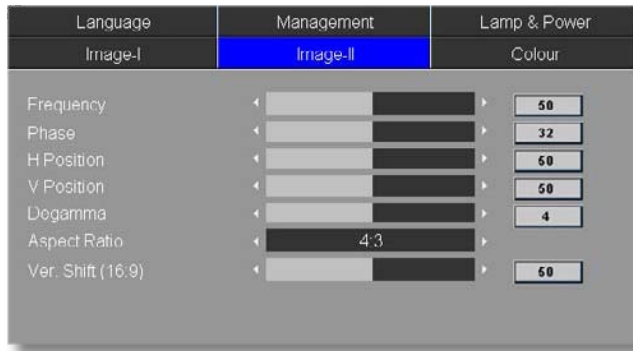 Language Management Lamp & Power
Image-I Image-II Colour
Frequency 50
Phase 32
H Position 50
V Position 50
Degamma 4
Aspect Ratio 4:3
Ver. Shift (16:9) 50